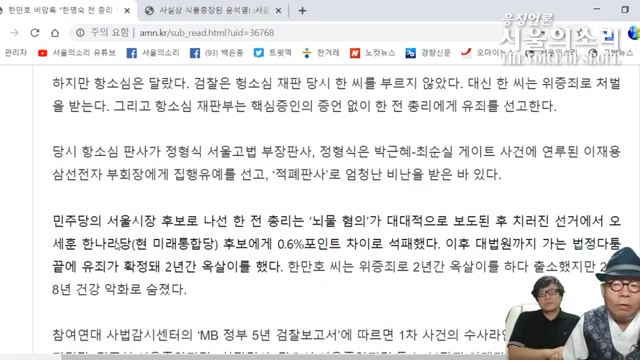 한만호 비망록 "한명숙 전 총리
사실상 식물총장된 윤석열! :서울
응징언론
서울의소리
THE VOICE OF SEOUL
주의 요함
amn.kr/sub_read.html?uid=36768
서울의소리 유튜브
서울의소리
(93) 백은종
트윗덱
한겨레
노컷뉴스
경향신문
오마이
하지만 항소심은 달랐다. 검찰은 헝소심 재판 당시 한 씨를 부르지 않았다. 대신 한 씨는 위증죄로 처벌
을 받는다. 그리고 항소심 재판부는 핵심증인의 증언 없이 한 전 총리에게 유죄를 선고한다.
당시 항소심 판사가 정형식 서울고법 부장판사, 정형식은 박근혜-최순실 게이트 사건에 연루된 이재용
삼선전자 부회장에게 집행유예를 선고, '적폐판사'로 엄청난 비난을 받은 바 있다.
민주당의 서울시장 후보로 나선 한 전 총리는 '뇌물 혐의'가 대대적으로 보도된 후 치러진 선거에서 오
세훈 한나라당(현 미래통합당) 후보에게 0.6%포인트 차이로 석패했다. 이후 대법원까지 가는 법정다툼
끝에 유죄가 확정돼 2년간 옥살이를 했다. 한만호 씨는 위증죄로 2년간 옥살이를 하다 출소했지만
8년 건강 악화로 숨졌다.
참여연대 사법감시센터의 'MB 정부 5년 검찰보고서'에 따르면 1차 사건의 수사라인